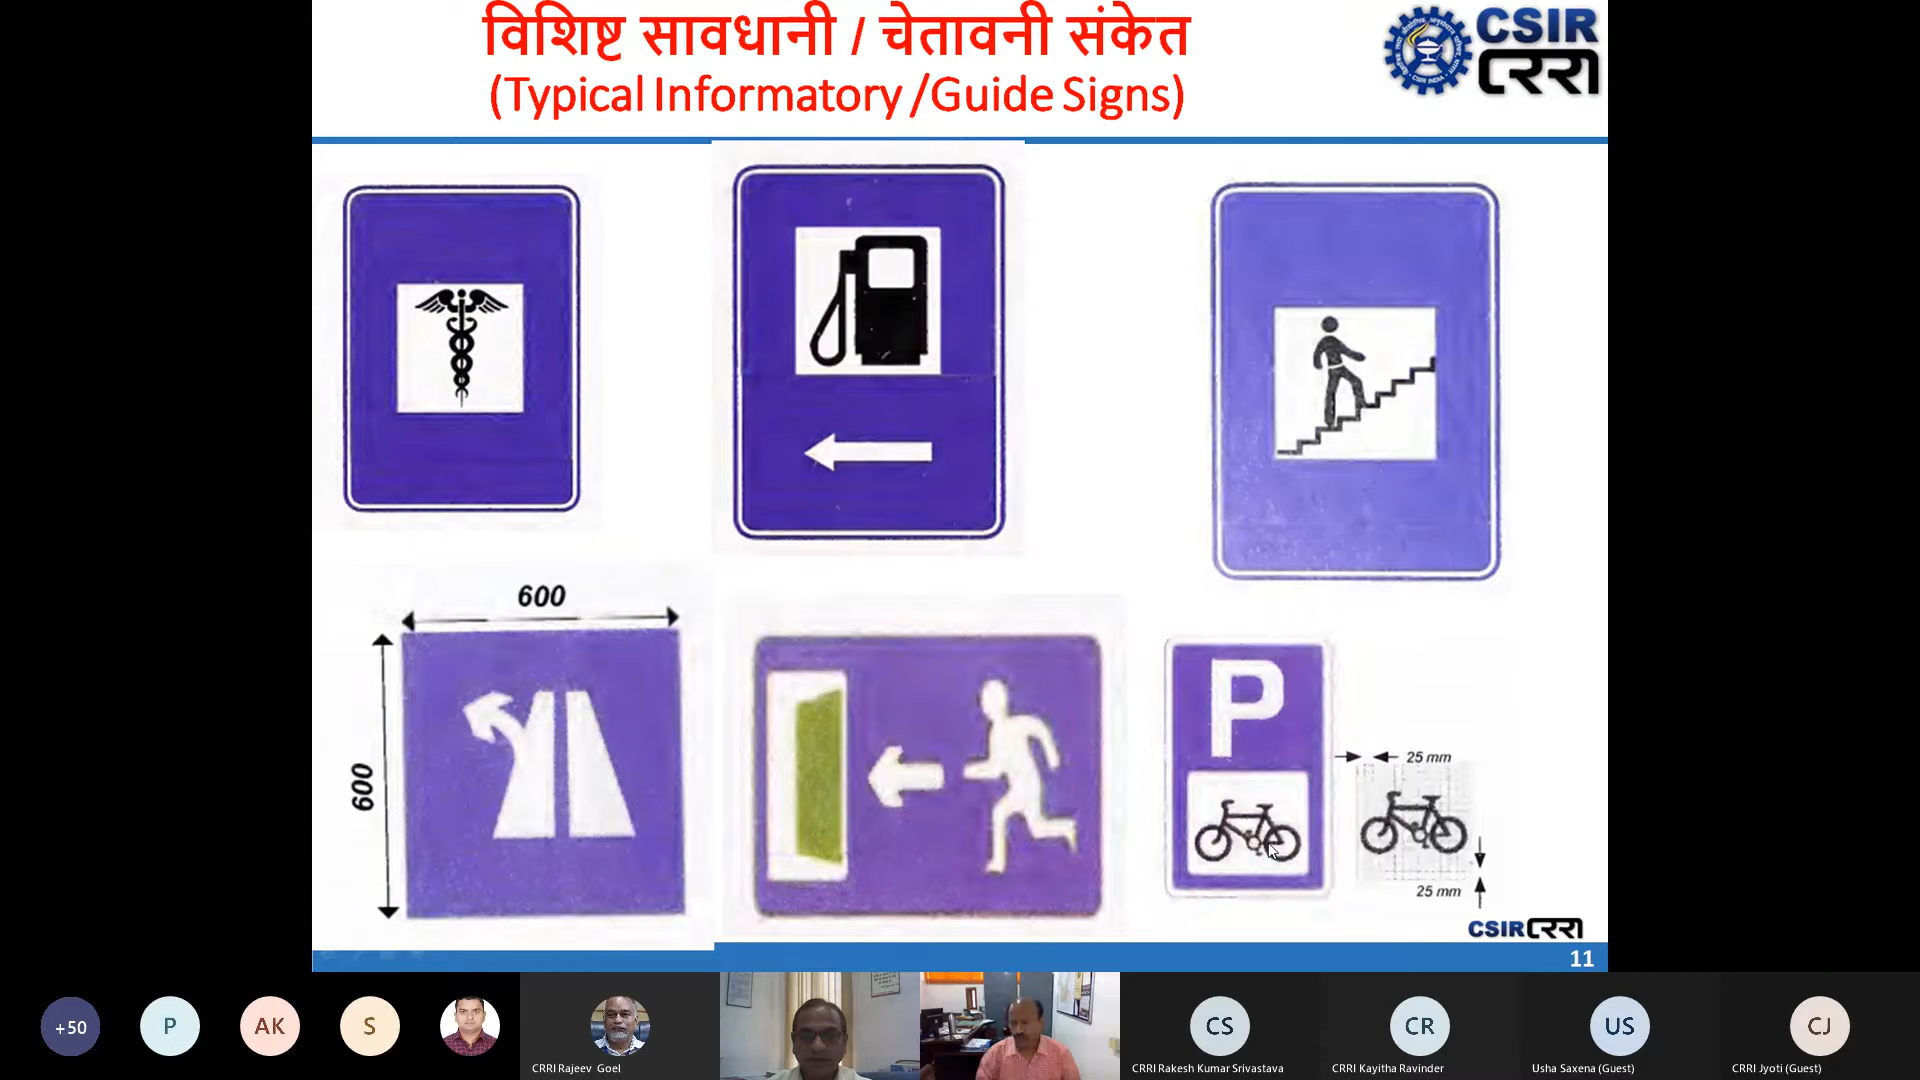 विशिष्ट सावधानी / चेतावनी संकेत
(Typical Informatory /Guide Signs)
CSIR
CRRI
600
600
P
25 mm
25 mm
CSIR CRRI
11
+50
P
AK
S
CRRI Rajeev Goel
CS
CRRI Rakesh Kumar Srivastava
CR
CRRI Kayitha Ravinder
US
Usha Saxena (Guest)
CJ
CRRI Jyoti (Guest)